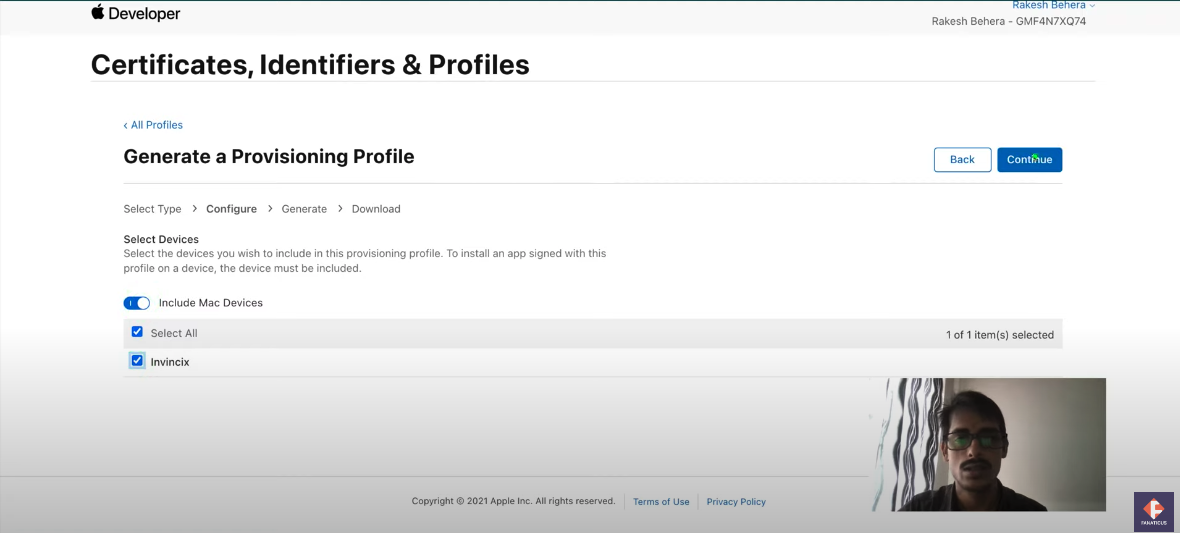 Developer
Rakesh Behera
Rakesh Behera - GMF4N7XQ74
Certificates, Identifiers & Profiles
‹ All Profiles
Generate a Provisioning Profile
Back
Continue
Select Type > Configure > Generate > Download
Select Devices
Select the devices you wish to include in this provisioning profile. To install an app signed with this
profile on a device, the device must be included.
Include Mac Devices
Select All
1 of 1 item(s) selected
Invincix
Copyright © 2021 Apple Inc. All rights reserved.
Terms of Use
Privacy Policy
FANATICUS